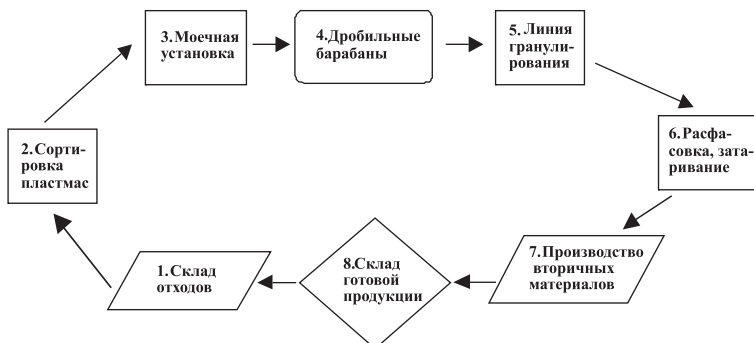 3.Моечная
установка
4.Дробильные
барабаны
5. Линия
гранули-
рования
2.Сорти-
ровка
пластмас
6.Расфа-
совка, зата-
ривание
1.Склад
отходов
8.Склад
готовой
продукции
7.Производство
вторичных
материалов